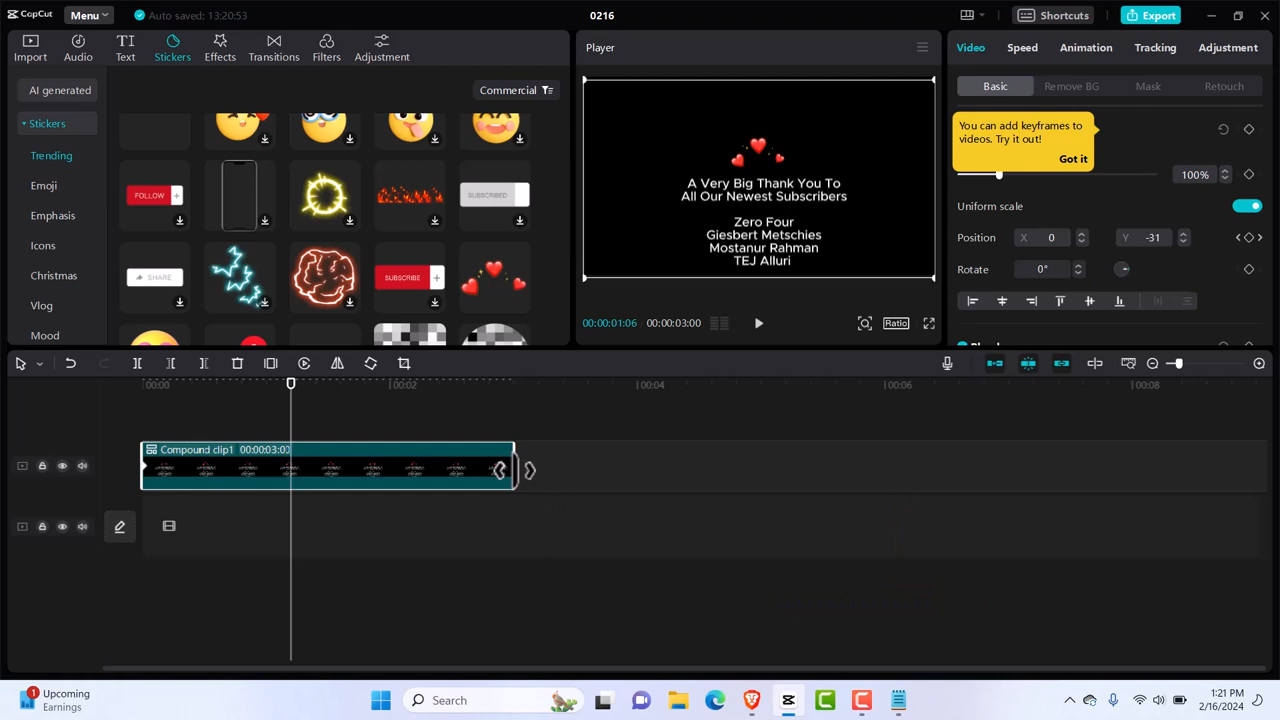 CapCut
Menu
Auto saved: 13:20:53
0216
Shortcuts
Export
Import
Audio
Text
Stickers
Effects
Transitions
Filters
Adjustment
Player
Video
Speed
Animation
Tracking
Adjustment
AI generated
Commercial
Basic
Remove BG
Mask
Retouch
Stickers
Trending
Emoji
Emphasis
Icons
Christmas
Vlog
Mood
FOLLOW
SUBSCRIBED
SHARE
SUBSCRIBE
A Very Big Thank You To
All Our Newest Subscribers
Zero Four
Giesbert Metschies
Mostanur Rahman
TEJ Alluri
You can add keyframes to
videos. Try it out!
Got it
100%
Uniform scale
Position X 0 Y -31
Rotate 0°
00:00:01:06 00:00:03:00
Ratio
00:00 00:02 00:04 00:06 00:08
Compound clip1 00:00:03:00
1
Upcoming
Earnings
Search
1:21 PM
2/16/2024